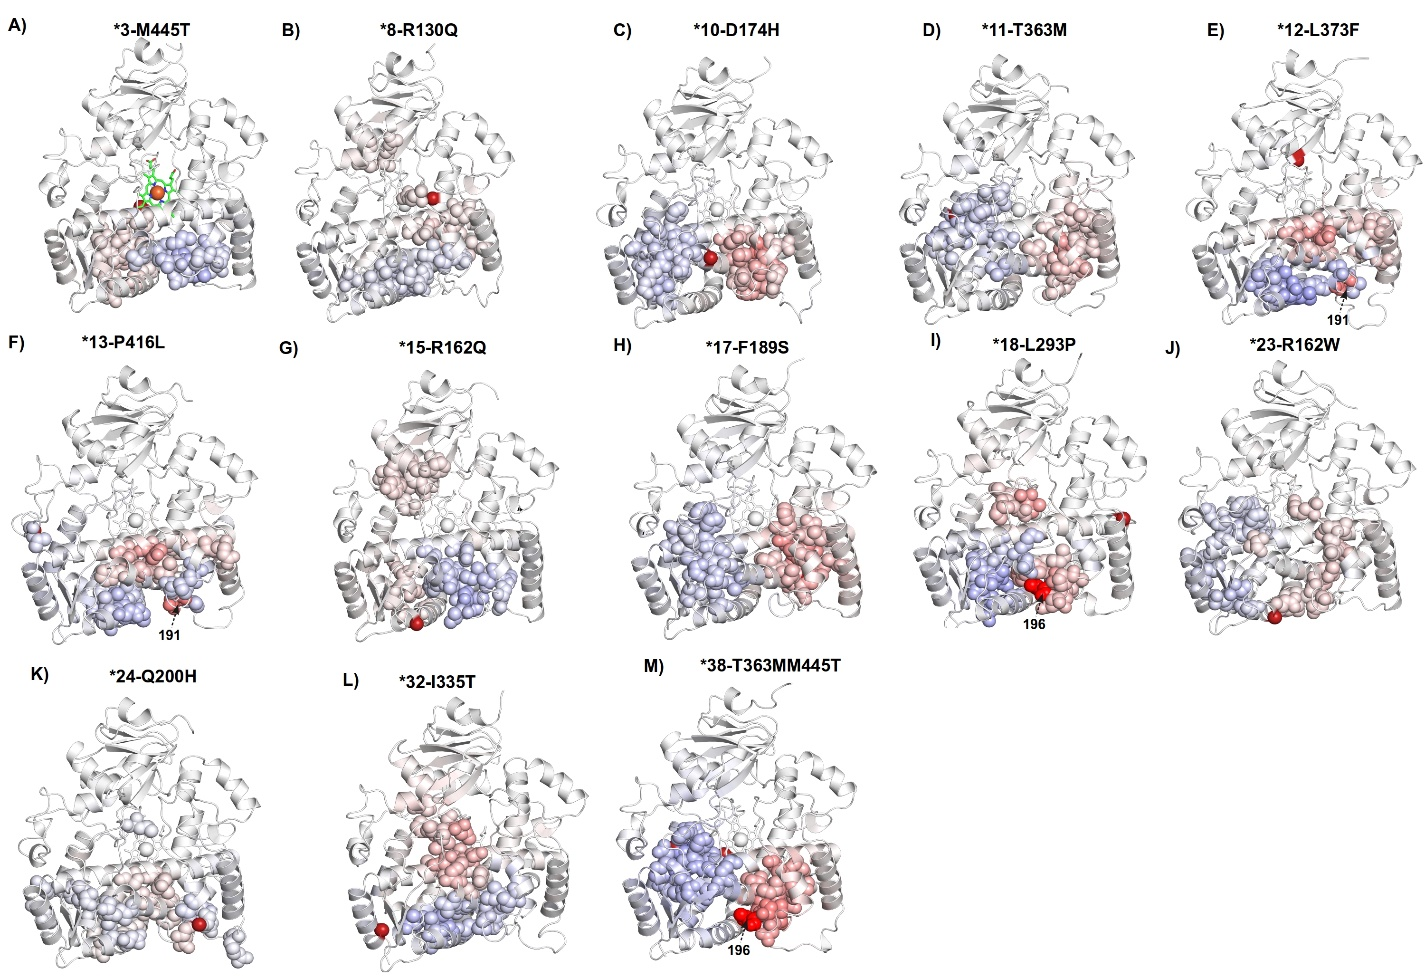 A) *3-M445T
B) *8-R130Q
C) *10-D174H
D) *11-T363M
E) *12-L373F
191
F) *13-P416L
191
G) *15-R162Q
H) *17-F189S
I) *18-L293P
196
J) *23-R162W
K) *24-Q200H
L) *32-I335T
M) *38-T363MM445T
196